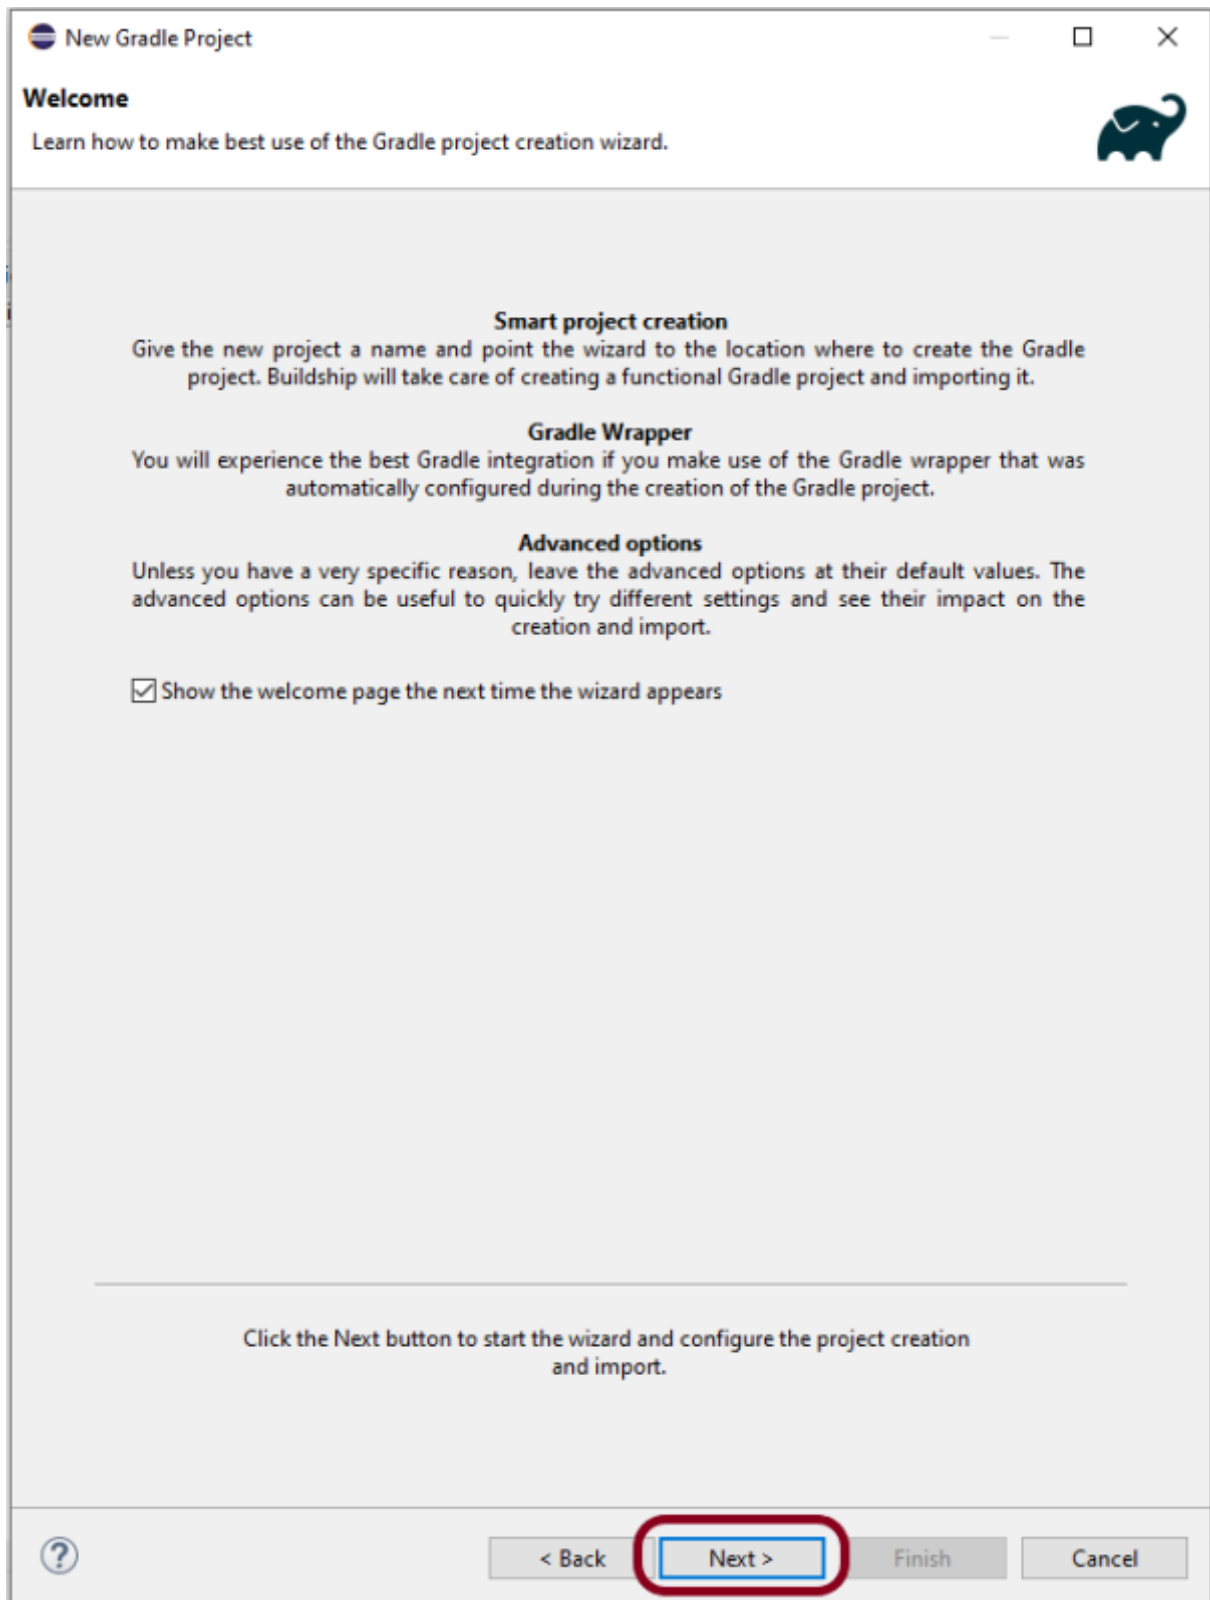 New Gradle Project
Welcome
Learn how to make best use of the Gradle project creation wizard.
Smart project creation
Give the new project a name and point the wizard to the location where to create the Gradle
project. Buildship will take care of creating a functional Gradle project and importing it.
Gradle Wrapper
You will experience the best Gradle integration if you make use of the Gradle wrapper that was
automatically configured during the creation of the Gradle project.
Advanced options
Unless you have a very specific reason, leave the advanced options at their default values. The
advanced options can be useful to quickly try different settings and see their impact on the
creation and import.
Show the welcome page the next time the wizard appears
Click the Next button to start the wizard and configure the project creation
and import.
? < Back Next > Finish Cancel